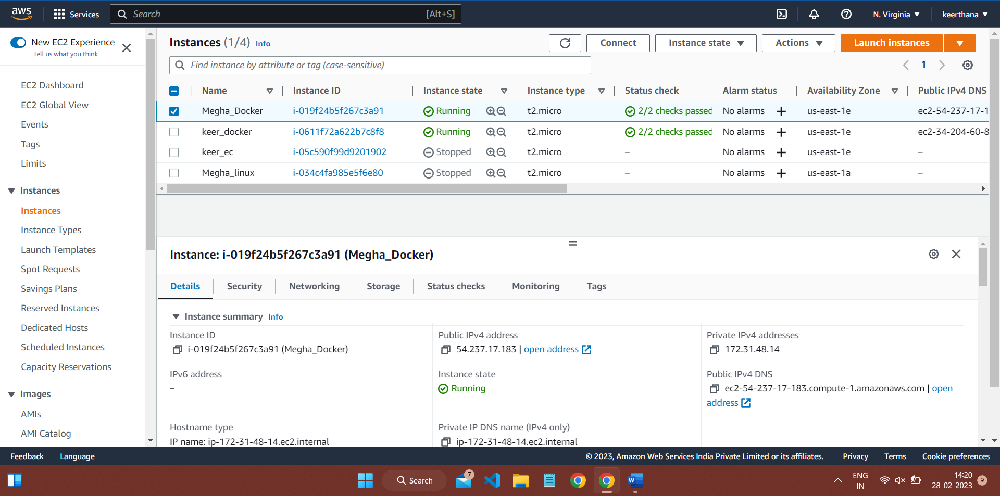 aws
Services
Search
[Alt+S]
N. Virginia
keerthana
New EC2 Experience
Tell us what you think
EC2 Dashboard
EC2 Global View
Events
Tags
Limits
Instances
Instances
Instance Types
Launch Templates
Spot Requests
Savings Plans
Reserved Instances
Dedicated Hosts
Scheduled Instances
Capacity Reservations
Images
AMIs
AMI Catalog
Instances (1/4) Info
Connect
Instance state
Actions
Launch instances
Find instance by attribute or tag (case-sensitive)
1
Name Instance ID Instance state Instance type Status check Alarm status Availability Zone Public IPv4 DNS
Megha_Docker i-019f24b5f267c3a91 Running t2.micro 2/2 checks passed No alarms + us-east-1e ec2-54-237-17-1
keer_docker i-0611f72a622b7c8f8 Running t2.micro 2/2 checks passed No alarms + us-east-1e ec2-34-204-60-8
keer_ec i-05c590f99d9201902 Stopped t2.micro – No alarms + us-east-1e –
Megha_linux i-034c4fa985e5f6e80 Stopped t2.micro – No alarms + us-east-1a –
Instance: i-019f24b5f267c3a91 (Megha_Docker)
Details Security Networking Storage Status checks Monitoring Tags
Instance summary Info
Instance ID
i-019f24b5f267c3a91 (Megha_Docker)
Public IPv4 address
54.237.17.183 | open address
Private IPv4 addresses
172.31.48.14
IPv6 address
–
Instance state
Running
Public IPv4 DNS
ec2-54-237-17-183.compute-1.amazonaws.com | open
address
Hostname type
IP name: ip-172-31-48-14.ec2.internal
Private IP DNS name (IPv4 only)
ip-172-31-48-14.ec2.internal
Feedback Language
© 2023, Amazon Web Services India Private Limited or its affiliates. Privacy Terms Cookie preferences
Search
7
ENG
IN
14:20
28-02-2023
9